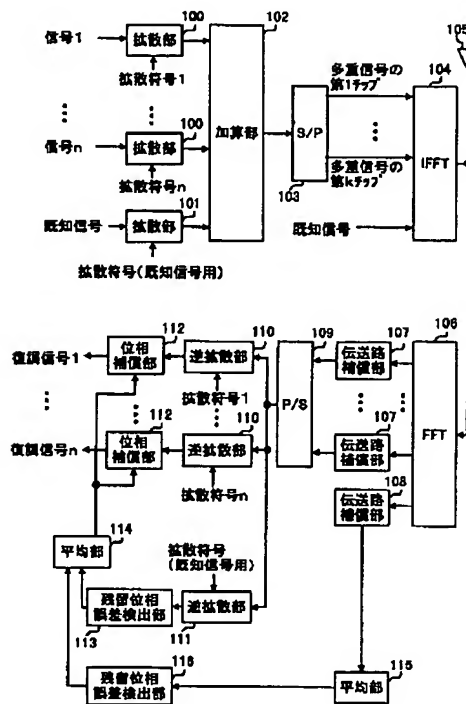 信号1
拡散部
100
拡散符号1
信号n
拡散部
100
拡散符号n
既知信号
拡散部
101
拡散符号(既知信号用)
102
加算部
S/P
103
多重信号の
第1チップ
多重信号の
第kチップ
既知信号
104
IFFT
105
106
FFT
107
伝送路
補償部
107
伝送路
補償部
108
伝送路
補償部
109
P/S
110
逆拡散部
拡散符号1
110
逆拡散部
拡散符号n
112
位相
補償部
復調信号1
112
位相
補償部
復調信号n
114
平均部
拡散符号
(既知信号用)
逆拡散部
111
残留位相
誤差検出部
113
116
残留位相
誤差検出部
115
平均部